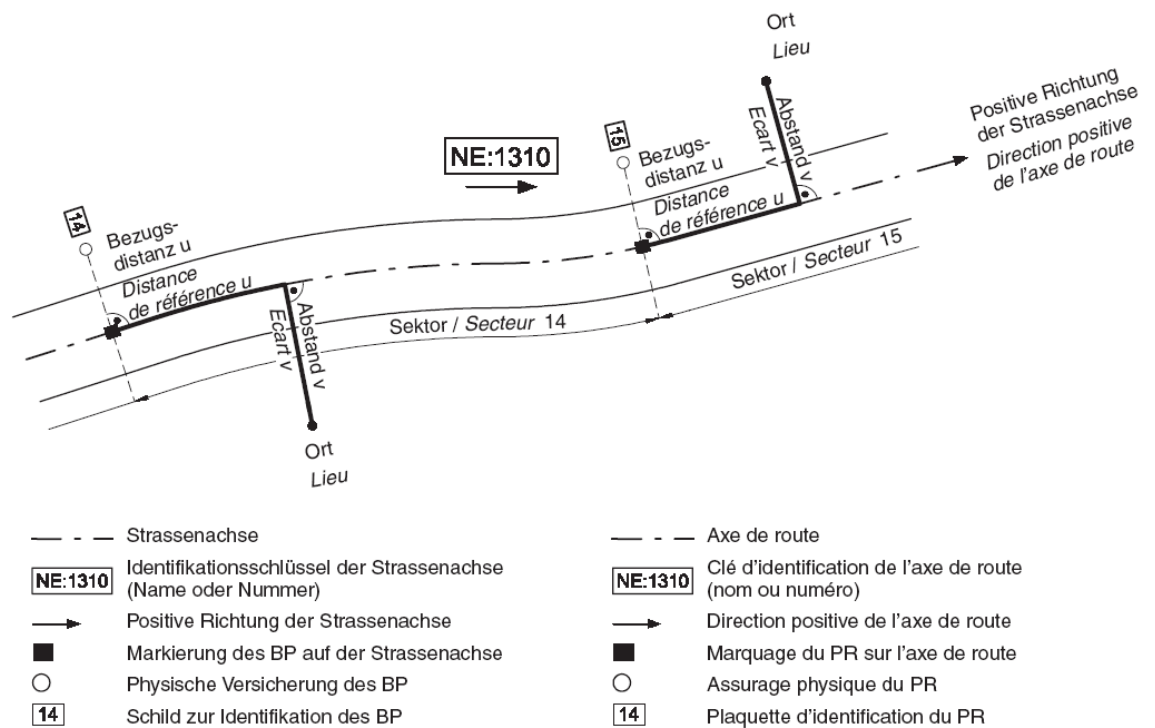 Ort
Lieu
Abstand v
Ecart v
Positive Richtung
der Strassenachse
Direction positive
de l'axe de route
NE:1310
15
Bezugs-
distanz u
Distance
de référence u
14
Bezugs-
distanz u
Distance
de référence u
Sektor / Secteur 15
Sektor / Secteur 14
Abstand v
Ecart v
Ort
Lieu
Strassenachse
NE:1310 Identifikationsschlüssel der Strassenachse
(Name oder Nummer)
Positive Richtung der Strassenachse
Markierung des BP auf der Strassenachse
Physische Versicherung des BP
14 Schild zur Identifikation des BP
Axe de route
NE:1310 Clé d'identification de l'axe de route
(nom ou numéro)
Direction positive de l'axe de route
Marquage du PR sur l'axe de route
Assurage physique du PR
14 Plaquette d'identification du PR